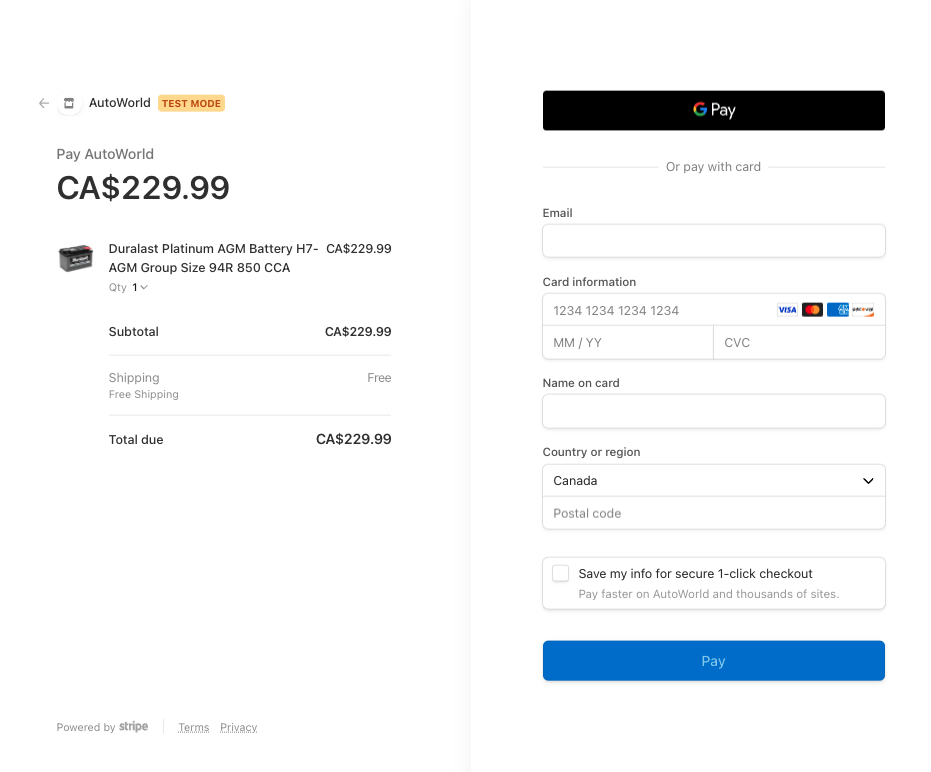 AutoWorld TEST MODE
Pay AutoWorld
CA$229.99
Duralast Platinum AGM Battery H7- CA$229.99
AGM Group Size 94R 850 CCA
Qty 1
Subtotal CA$229.99
Shipping Free
Free Shipping
Total due CA$229.99
Powered by stripe Terms Privacy
G Pay
Or pay with card
Email
Card information
1234 1234 1234 1234 VISA
MM / YY CVC
Name on card
Country or region
Canada
Postal code
Save my info for secure 1-click checkout
Pay faster on AutoWorld and thousands of sites.
Pay